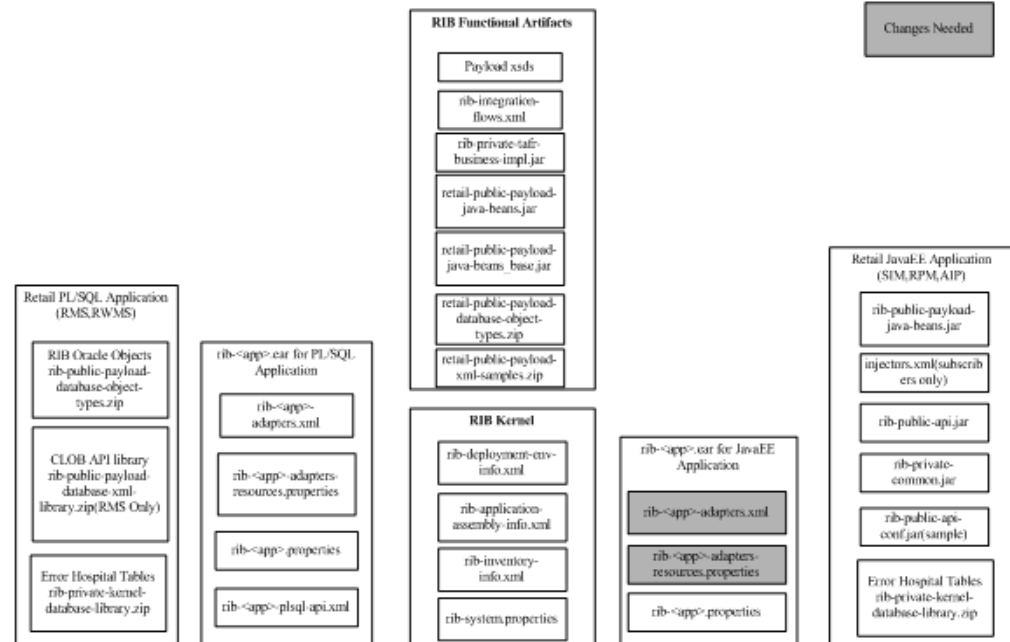 RIB Functional Artifacts
Payload xsds
rib-integration-
flows.xml
rib-private-tafr-
business-impl.jar
retail-public-payload-
java-beans.jar
retail-public-payload-
java-beans_base.jar
retail-public-payload-
database-object-
types.zip
retail-public-payload-
xml-samples.zip
Changes Needed
Retail PL/SQL Application
(RMS,RWMS)
RIB Oracle Objects
rib-public-payload-
database-object-
types.zip
CLOB API library
rib-public-payload-
database-xml-
library.zip(RMS Only)
Error Hospital Tables
rib-private-kernel-
database-library.zip
rib-<app>.ear for PL/SQL
Application
rib-<app>-
adapters.xml
rib-<app>-adapters-
resources.properties
rib-<app>.properties
rib-<app>-plsql-api.xml
RIB Kernel
rib-deployment-env-
info.xml
rib-application-
assembly-info.xml
rib-inventory-
info.xml
rib-system.properties
rib-<app>.ear for JavaEE
Application
rib-<app>-adapters.xml
rib-<app>-adapters-
resources.properties
rib-<app>.properties
Retail JavaEE Application
(SIM,RPM,AIP)
rib-public-payload-
java-beans.jar
injectors.xml(subscrib
ers only)
rib-public-api.jar
rib-private-
common.jar
rib-public-api-
conf.jar(sample)
Error Hospital Tables
rib-private-kernel-
database-library.zip